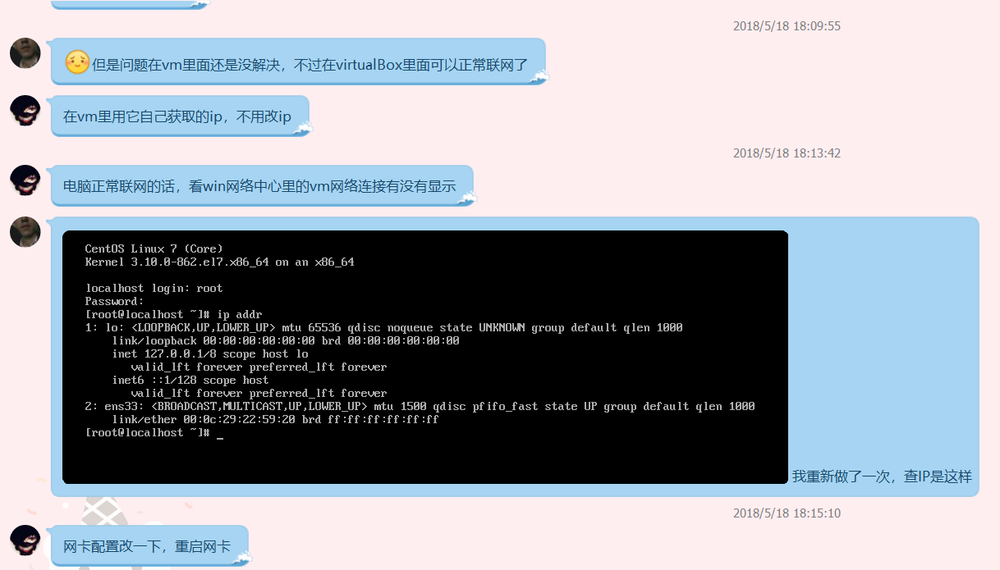 2018/5/18 18:09:55
但是问题在vm里面还是没解决，不过在virtualBox里面可以正常联网了
在vm里用它自己获取的ip，不用改ip
2018/5/18 18:13:42
电脑正常联网的话，看win网络中心里的vm网络连接有没有显示
CentOS Linux 7 (Core)
Kernel 3.10.0-862.el7.x86_64 on an x86_64
localhost login: root
Password:
[root@localhost ~]# ip addr
1: lo: <LOOPBACK,UP,LOWER_UP> mtu 65536 qdisc noqueue state UNKNOWN group default qlen 1000
link/loopback 00:00:00:00:00:00 brd 00:00:00:00:00:00
inet 127.0.0.1/8 scope host lo
valid_lft forever preferred_lft forever
inet6 ::1/128 scope host
valid_lft forever preferred_lft forever
2: ens33: <BROADCAST,MULTICAST,UP,LOWER_UP> mtu 1500 qdisc pfifo_fast state UP group default qlen 1000
link/ether 00:0c:29:22:59:20 brd ff:ff:ff:ff:ff:ff
[root@localhost ~]# _
我重新做了一次，查IP是这样
2018/5/18 18:15:10
网卡配置改一下，重启网卡